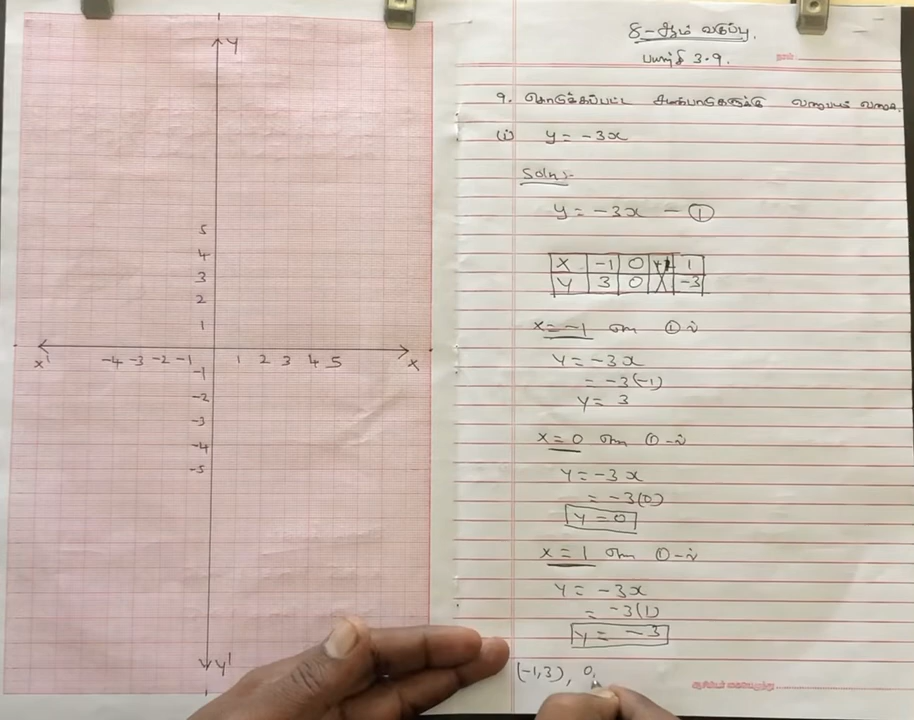 Y
5
4
3
2
1
X' -4 -3 -2 -1 1 2 3 4 5 X
-1
-2
-3
-4
-5
Y'
8-ஆம் வகுப்பு.
பயிற்சி 3.9.
நாள்
9. கொடுக்கப்பட்ட சமன்பாடுகளுக்கு வரைபடம் வரைக.
(i) y = -3x
Soln:-
y = -3x - ①
X -1 0 1
Y 3 0 -3
x = -1 என ①ல்
y = -3x
= -3(-1)
y = 3
x = 0 என ①-ல்
y = -3x
= -3(0)
y = 0
x = 1 என ①-ல்
y = -3x
= -3(1)
y = -3
(-1,3), 0,
ஆசிரியர் கையெழுத்து